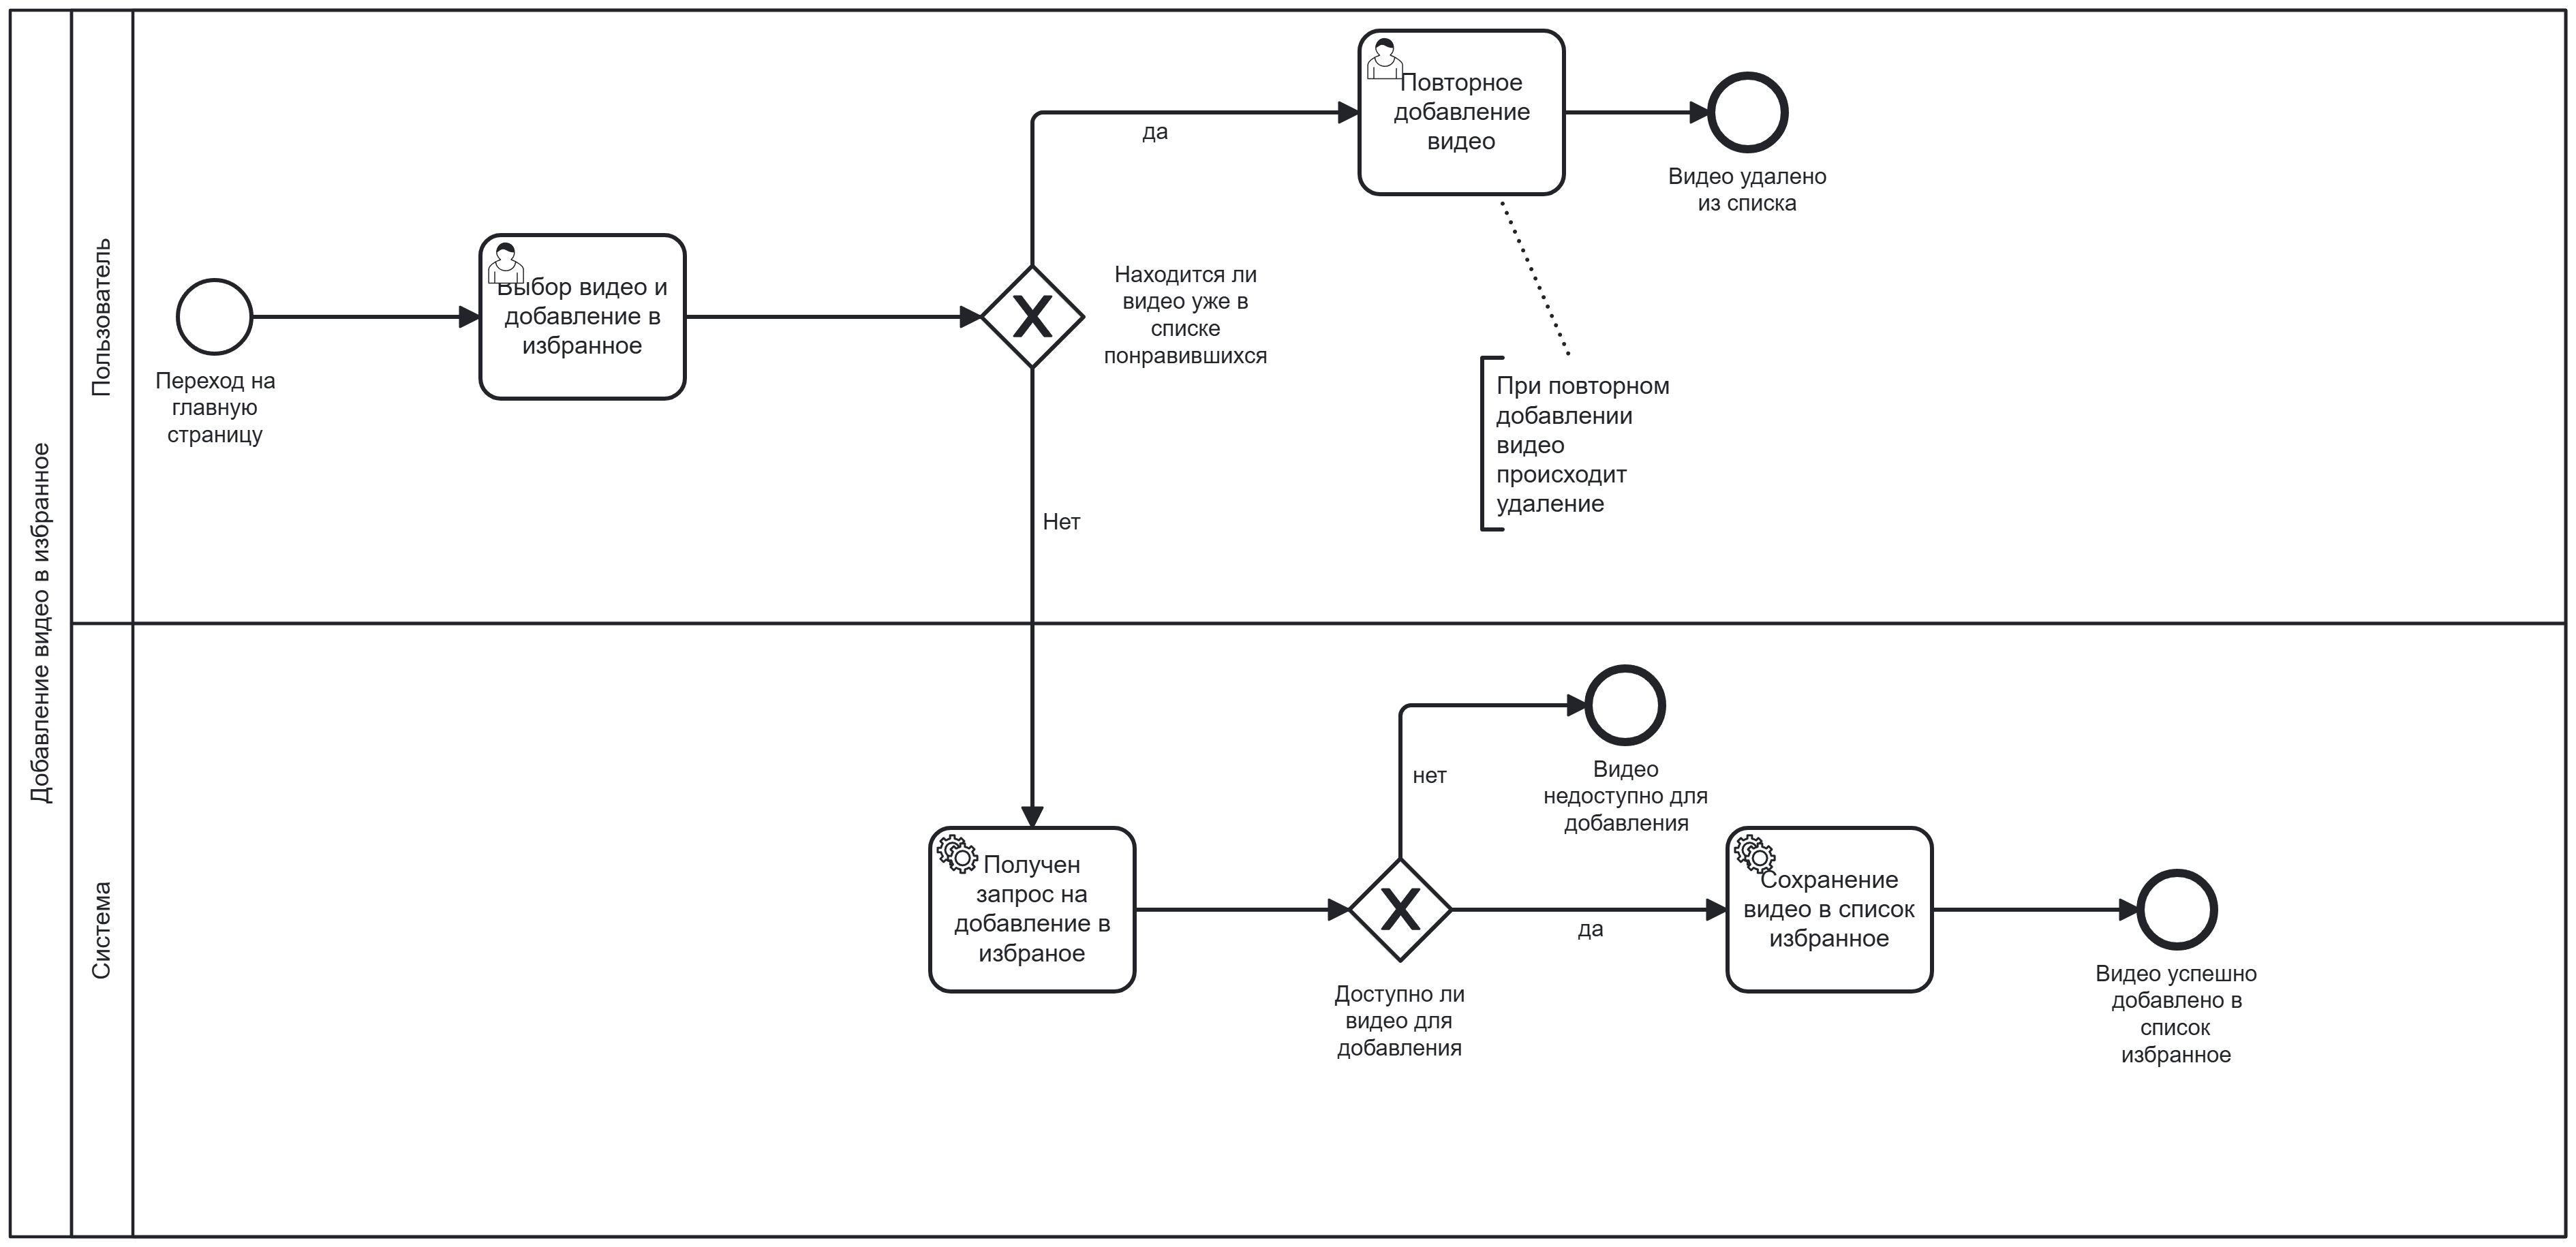 Добавление видео в избранное
Пользователь
Переход на
главную
страницу
Выбор видео и
добавление в
избранное
Находится ли
видео уже в
списке
понравившихся
да
Повторное
добавление
видео
Видео удалено
из списка
При повторном
добавлении
видео
происходит
удаление
Нет
Система
Получен
запрос на
добавление в
избраное
Доступно ли
видео для
добавления
нет
Видео
недоступно для
добавления
да
Сохранение
видео в список
избранное
Видео успешно
добавлено в
список
избранное